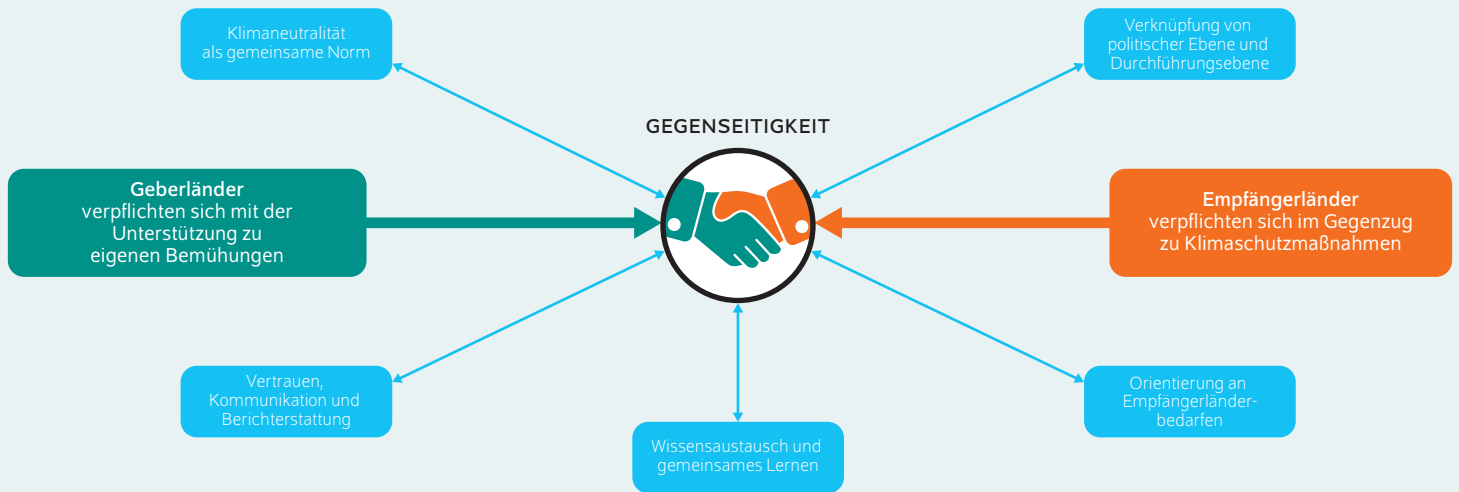 Klimaneutralität
als gemeinsame Norm
Verknüpfung von
politischer Ebene und
Durchführungsebene
GEGENSEITIGKEIT
Geberländer
verpflichten sich mit der
Unterstützung zu
eigenen Bemühungen
Empfängerländer
verpflichten sich im Gegenzug
zu Klimaschutzmaßnahmen
Vertrauen,
Kommunikation und
Berichterstattung
Orientierung an
Empfängerländer-
bedarfen
Wissensaustausch und
gemeinsames Lernen